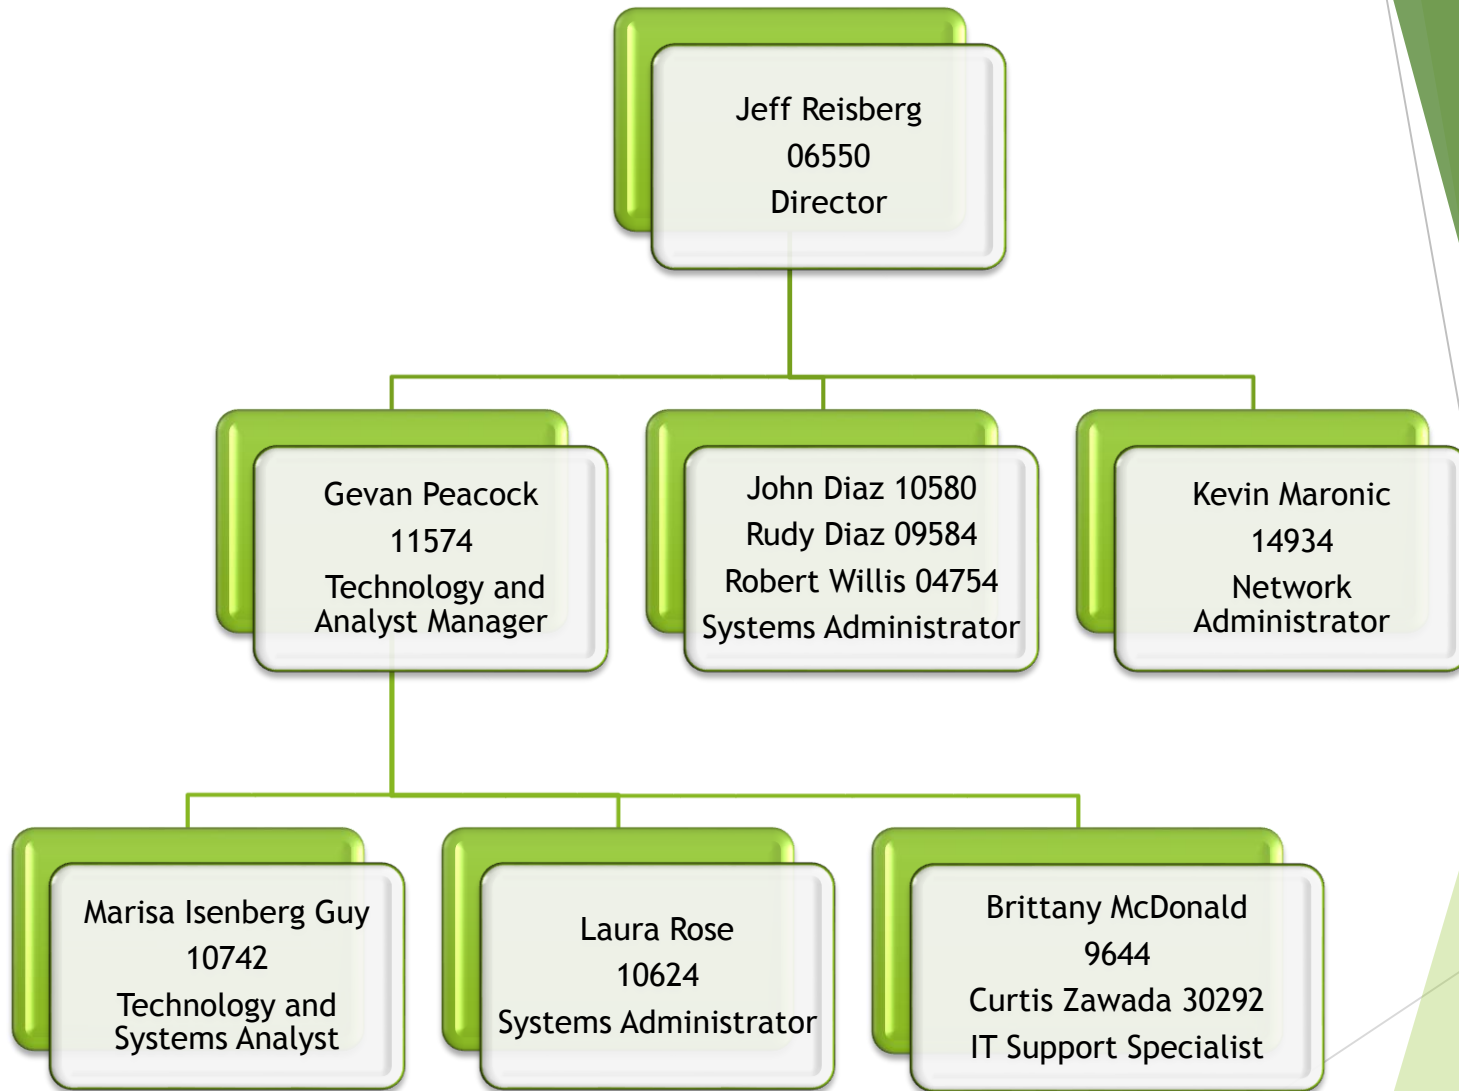 Jeff Reisberg
06550
Director
Gevan Peacock
11574
Technology and
Analyst Manager
John Diaz 10580
Rudy Diaz 09584
Robert Willis 04754
Systems Administrator
Kevin Maronic
14934
Network
Administrator
Marisa Isenberg Guy
10742
Technology and
Systems Analyst
Laura Rose
10624
Systems Administrator
Brittany McDonald
9644
Curtis Zawada 30292
IT Support Specialist